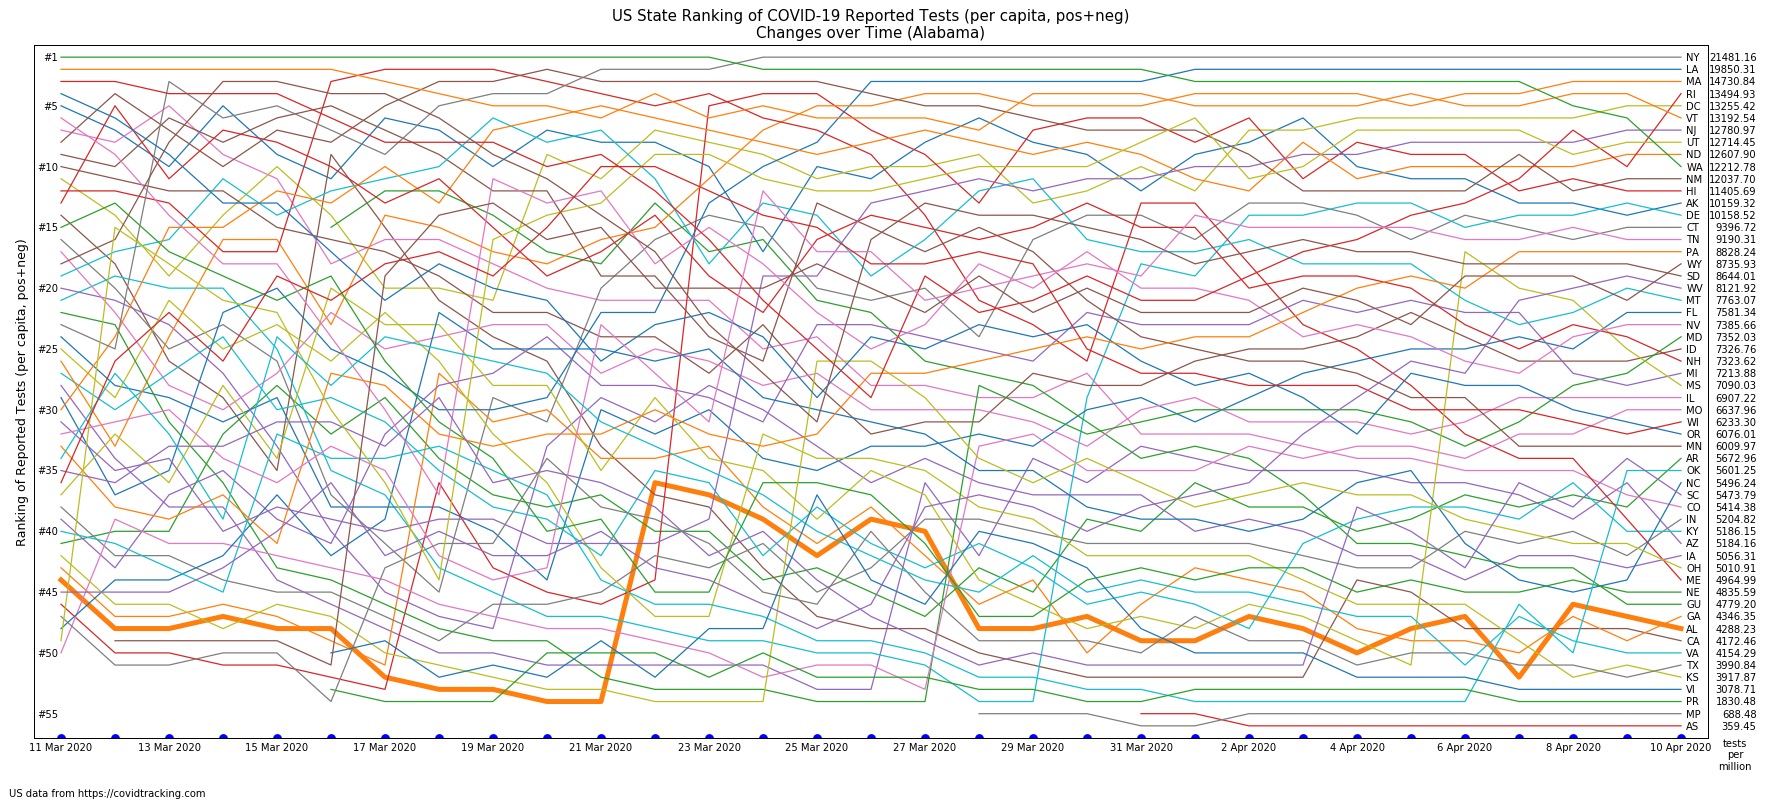 US State Ranking of COVID-19 Reported Tests (per capita, pos+neg)
Changes over Time (Alabama)
Ranking of Reported Tests (per capita, pos+neg)
#1
#5
#10
#15
#20
#25
#30
#35
#40
#45
#50
#55
NY 21481.16
LA 19850.31
MA 14730.84
RI 13494.93
DC 13255.42
VT 13192.54
NJ 12780.97
UT 12714.45
ND 12607.90
WA 12212.78
NM 12037.70
HI 11405.69
AK 10159.32
DE 10158.52
CT 9396.72
TN 9190.31
PA 8828.24
WY 8735.93
SD 8644.01
WV 8121.92
MT 7763.07
FL 7581.34
NV 7385.66
MD 7352.03
ID 7326.76
NH 7323.62
MI 7213.88
MS 7090.03
IL 6907.22
MO 6637.96
WI 6233.30
OR 6076.01
MN 6009.97
AR 5672.96
OK 5601.25
NC 5496.24
SC 5473.79
CO 5414.38
IN 5204.82
KY 5186.15
AZ 5184.16
IA 5056.31
OH 5010.91
ME 4964.99
NE 4835.59
GU 4779.20
GA 4346.35
AL 4288.23
CA 4172.46
VA 4154.29
TX 3990.84
KS 3917.87
VI 3078.71
PR 1830.48
MP 688.48
AS 359.45
11 Mar 2020 13 Mar 2020 15 Mar 2020 17 Mar 2020 19 Mar 2020 21 Mar 2020 23 Mar 2020 25 Mar 2020 27 Mar 2020 29 Mar 2020 31 Mar 2020 2 Apr 2020 4 Apr 2020 6 Apr 2020 8 Apr 2020 10 Apr 2020
tests
per
million
US data from https://covidtracking.com